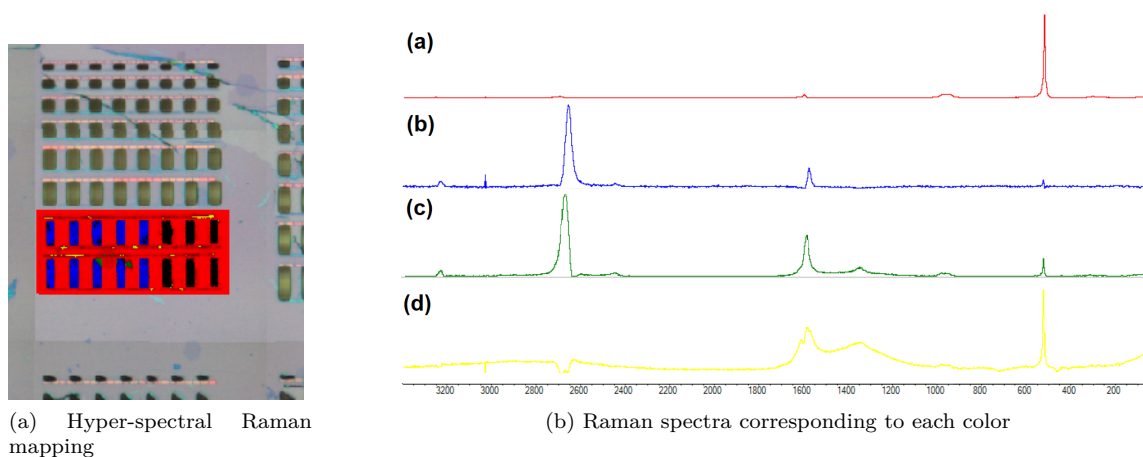 (a)
(b)
(c)
(d)
3200 3000 2800 2600 2400 2200 2000 1800 1600 1400 1200 1000 800 600 400 200
(a) Hyper-spectral Raman
mapping
(b) Raman spectra corresponding to each color